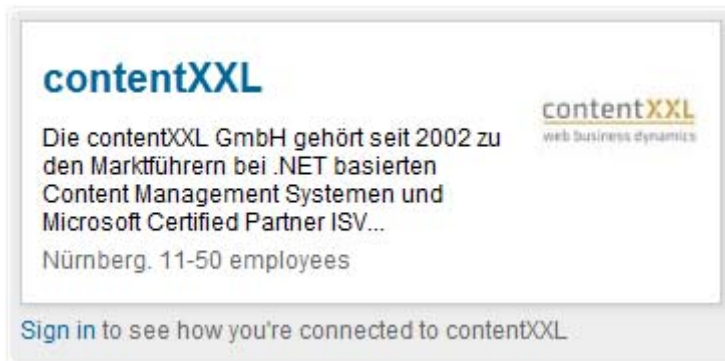 contentXXL
contentXXL
web business dynamics
Die contentXXL GmbH gehört seit 2002 zu
den Marktführern bei .NET basierten
Content Management Systemen und
Microsoft Certified Partner ISV...
Nürnberg. 11-50 employees
Sign in to see how you're connected to contentXXL